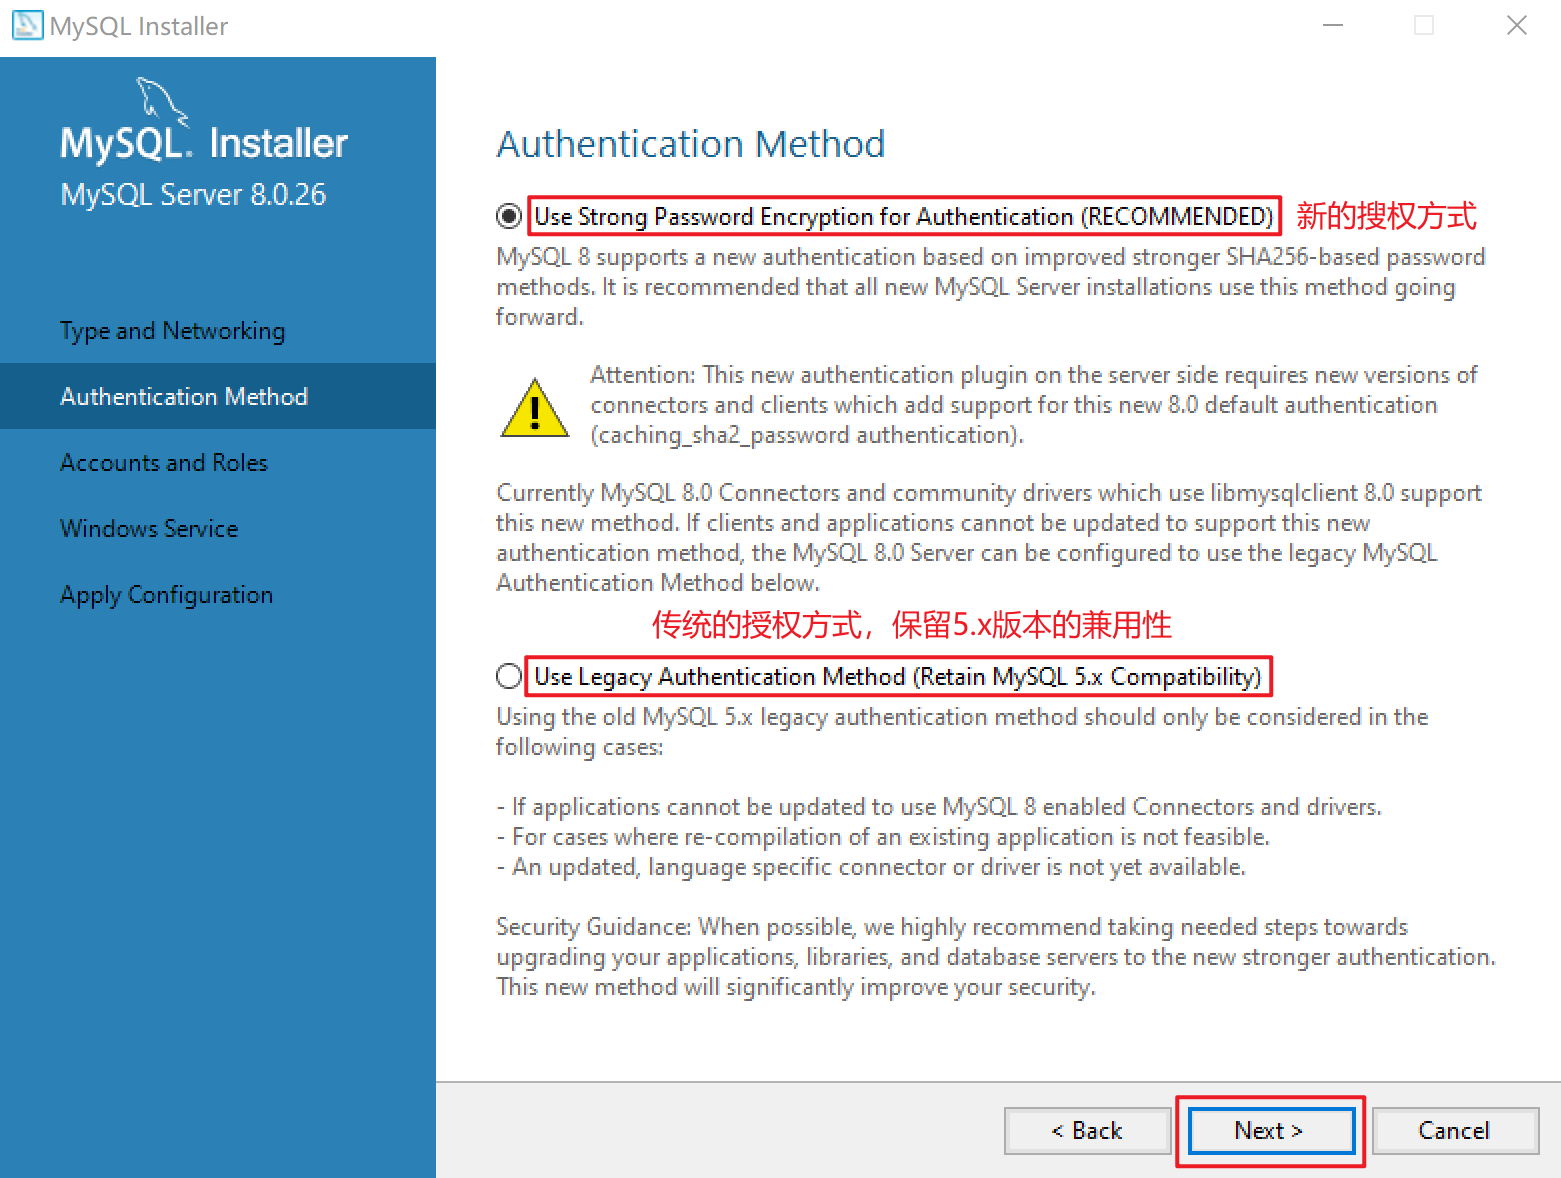 MySQL Installer
MySQL. Installer
MySQL Server 8.0.26
Type and Networking
Authentication Method
Accounts and Roles
Windows Service
Apply Configuration
Authentication Method
Use Strong Password Encryption for Authentication (RECOMMENDED) 新的搜权方式
MySQL 8 supports a new authentication based on improved stronger SHA256-based password
methods. It is recommended that all new MySQL Server installations use this method going
forward.
Attention: This new authentication plugin on the server side requires new versions of
connectors and clients which add support for this new 8.0 default authentication
(caching_sha2_password authentication).
Currently MySQL 8.0 Connectors and community drivers which use libmysqlclient 8.0 support
this new method. If clients and applications cannot be updated to support this new
authentication method, the MySQL 8.0 Server can be configured to use the legacy MySQL
Authentication Method below.
传统的授权方式，保留5.x版本的兼用性
Use Legacy Authentication Method (Retain MySQL 5.x Compatibility)
Using the old MySQL 5.x legacy authentication method should only be considered in the
following cases:
- If applications cannot be updated to use MySQL 8 enabled Connectors and drivers.
- For cases where re-compilation of an existing application is not feasible.
- An updated, language specific connector or driver is not yet available.
Security Guidance: When possible, we highly recommend taking needed steps towards
upgrading your applications, libraries, and database servers to the new stronger authentication.
This new method will significantly improve your security.
< Back
Next >
Cancel